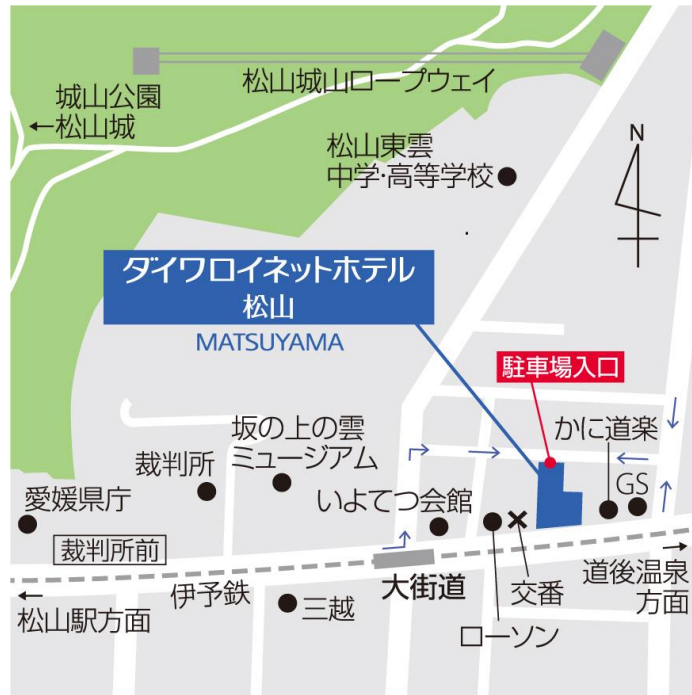 松山城山ロープウェイ
城山公園
←松山城
松山東雲
中学・高等学校
N
ダイワロイネットホテル
松山
MATSUYAMA
駐車場入口
坂の上の雲
ミュージアム
かに道楽
裁判所
GS
愛媛県庁
いよてつ会館
裁判所前
伊予鉄
大街道
交番
→
道後温泉
方面
←
松山駅方面
三越
ローソン